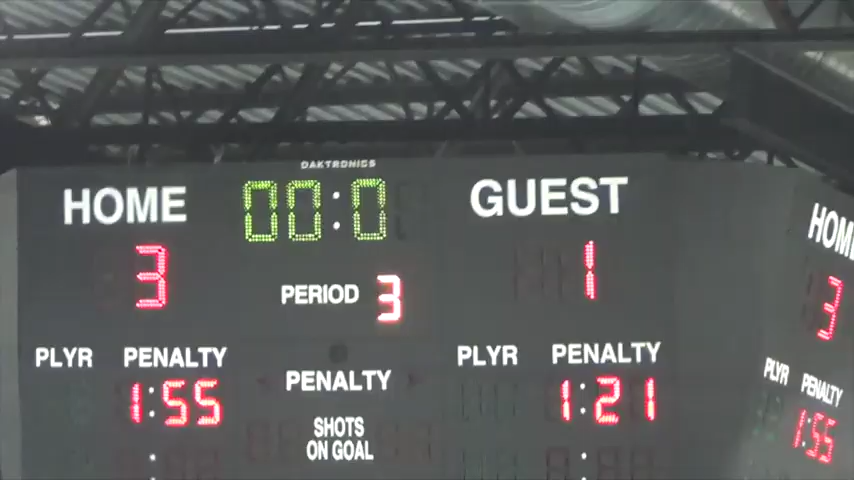 DAKTRONICS
HOME 00:0 GUEST HOM
3 PERIOD 3 1 3
PLYR PENALTY PENALTY PLYR PENALTY PLYR PENALTY
1:55 SHOTS ON GOAL 1:21 1:55